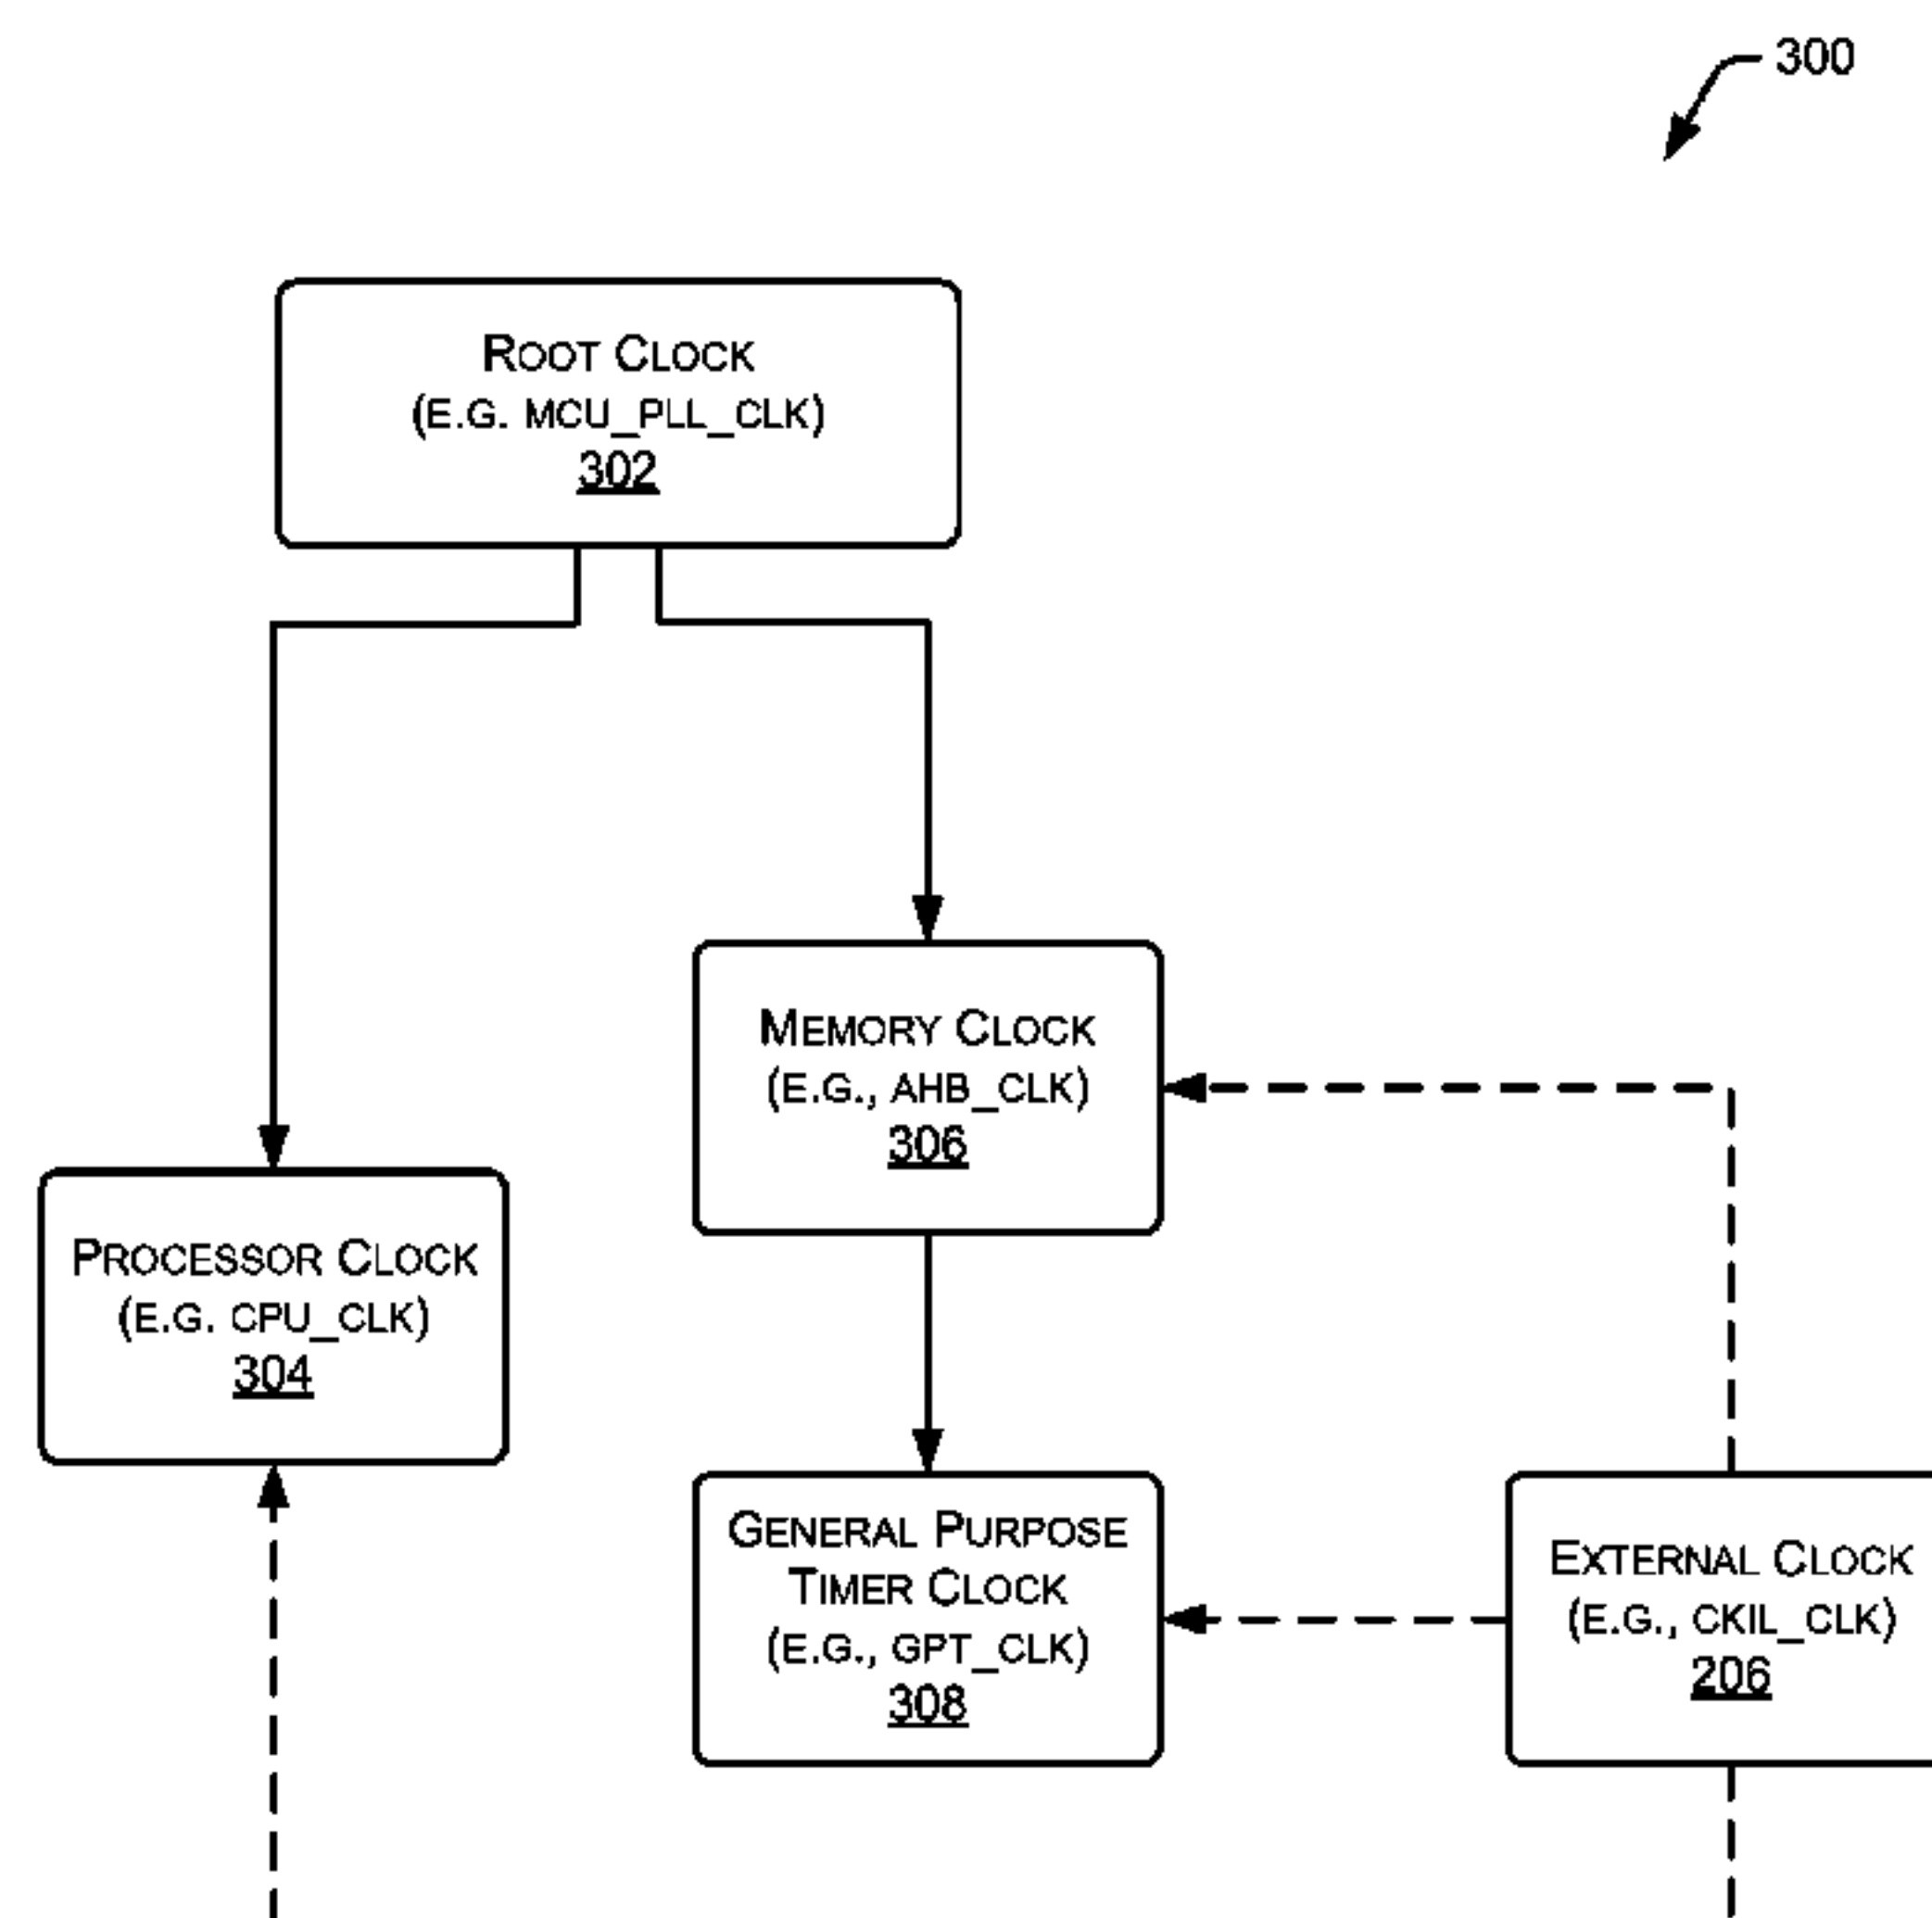 300
ROOT CLOCK
(E.G. MCU_PLL_CLK)
302
MEMORY CLOCK
(E.G., AHB_CLK)
306
PROCESSOR CLOCK
(E.G. CPU_CLK)
304
GENERAL PURPOSE
TIMER CLOCK
(E.G., GPT_CLK)
308
EXTERNAL CLOCK
(E.G., CKIL_CLK)
206